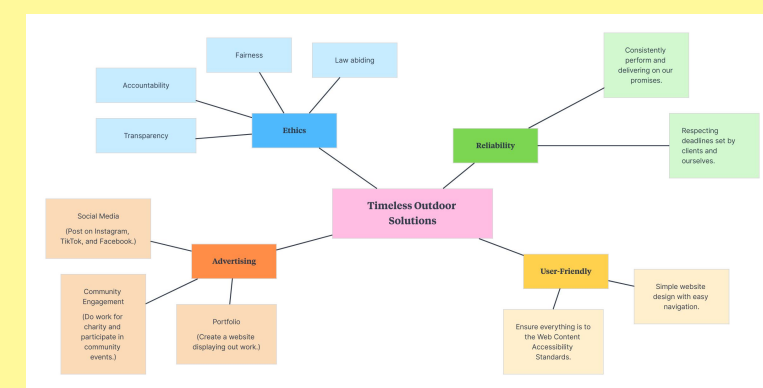 Fairness
Law abiding
Accountability
Transparency
Ethics
Consistently
perform and
delivering on our
promises.
Respecting
deadlines set by
clients and
ourselves.
Reliability
Timeless Outdoor
Solutions
Social Media
(Post on Instagram,
TikTok, and Facebook.)
Advertising
Community
Engagement
(Do work for
charity and
participate in
community
events.)
Portfolio
(Create a website
displaying out work.)
User-Friendly
Simple website
design with easy
navigation.
Ensure everything is to
the Web Content
Accessibility
Standards.